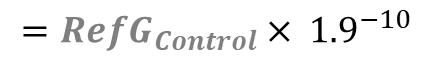 = RefG_Control × 1.9^−10